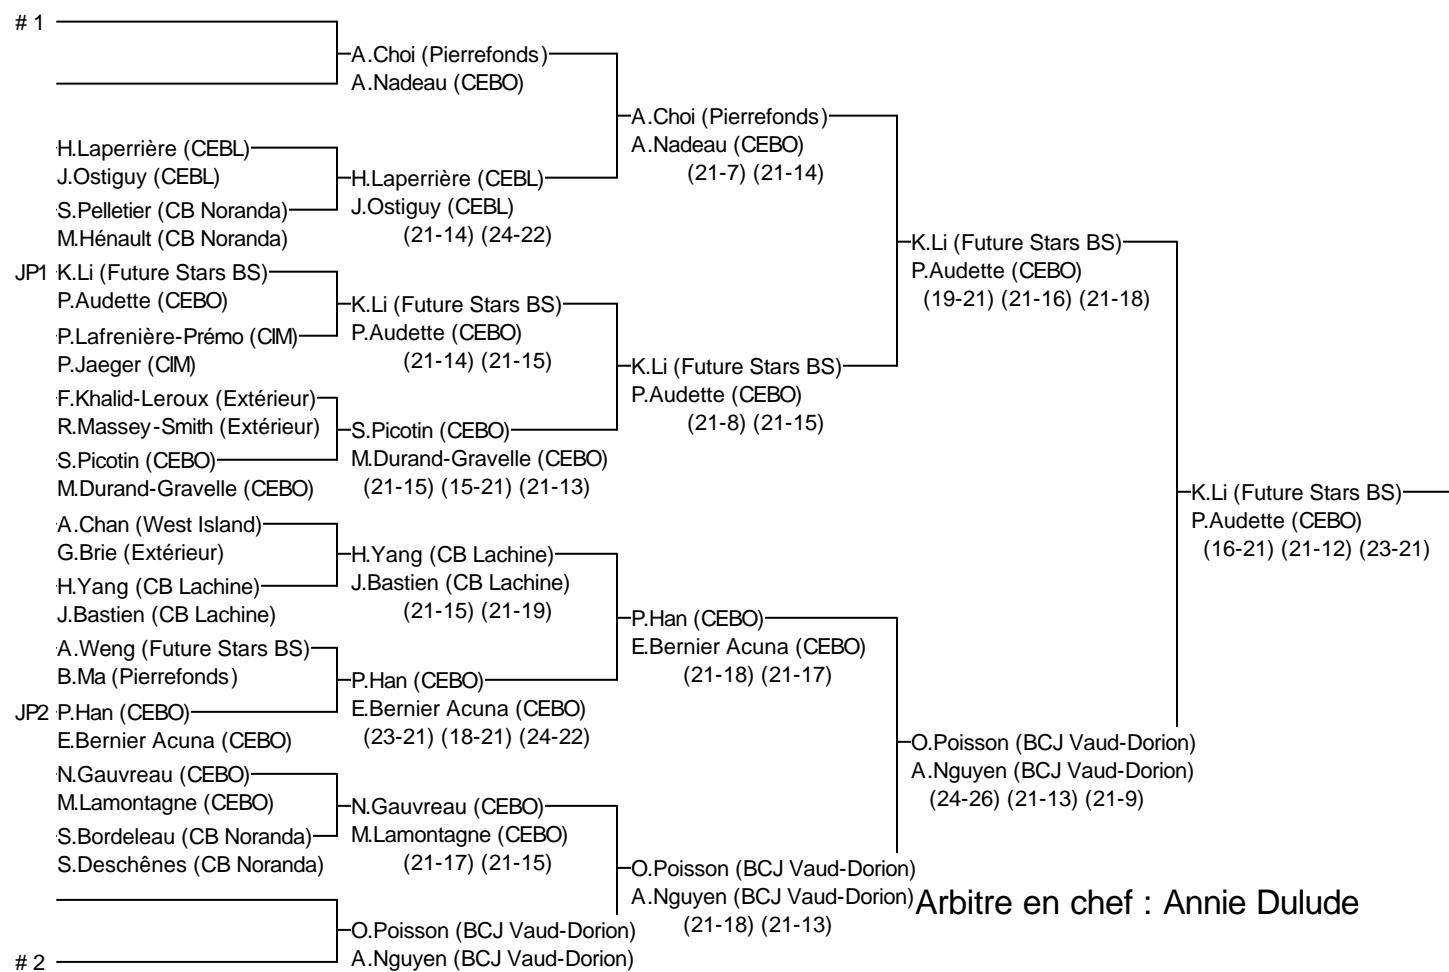 # 1
A.Choi (Pierrefonds)
A.Nadeau (CEBO)
A.Choi (Pierrefonds)
A.Nadeau (CEBO)
(21-7) (21-14)
H.Laperrière (CEBL)
J.Ostiguy (CEBL)
H.Laperrière (CEBL)
J.Ostiguy (CEBL)
(21-14) (24-22)
S.Pelletier (CB Noranda)
M.Hénault (CB Noranda)
K.Li (Future Stars BS)
P.Audette (CEBO)
(19-21) (21-16) (21-18)
JP1 K.Li (Future Stars BS)
P.Audette (CEBO)
K.Li (Future Stars BS)
P.Audette (CEBO)
(21-14) (21-15)
P.Lafrenière-Prémo (CIM)
P.Jaeger (CIM)
K.Li (Future Stars BS)
P.Audette (CEBO)
(21-8) (21-15)
F.Khalid-Leroux (Extérieur)
R.Massey-Smith (Extérieur)
S.Picotin (CEBO)
M.Durand-Gravelle (CEBO)
(21-15) (15-21) (21-13)
S.Picotin (CEBO)
M.Durand-Gravelle (CEBO)
K.Li (Future Stars BS)
P.Audette (CEBO)
(16-21) (21-12) (23-21)
A.Chan (West Island)
G.Brie (Extérieur)
H.Yang (CB Lachine)
J.Bastien (CB Lachine)
(21-15) (21-19)
H.Yang (CB Lachine)
J.Bastien (CB Lachine)
P.Han (CEBO)
E.Bernier Acuna (CEBO)
(21-18) (21-17)
A.Weng (Future Stars BS)
B.Ma (Pierrefonds)
P.Han (CEBO)
E.Bernier Acuna (CEBO)
(23-21) (18-21) (24-22)
JP2 P.Han (CEBO)
E.Bernier Acuna (CEBO)
O.Poisson (BCJ Vaud-Dorion)
A.Nguyen (BCJ Vaud-Dorion)
(24-26) (21-13) (21-9)
N.Gauvreau (CEBO)
M.Lamontagne (CEBO)
N.Gauvreau (CEBO)
M.Lamontagne (CEBO)
(21-17) (21-15)
S.Bordeleau (CB Noranda)
S.Deschênes (CB Noranda)
O.Poisson (BCJ Vaud-Dorion)
A.Nguyen (BCJ Vaud-Dorion)
(21-18) (21-13)
Arbitre en chef : Annie Dulude
O.Poisson (BCJ Vaud-Dorion)
A.Nguyen (BCJ Vaud-Dorion)
# 2